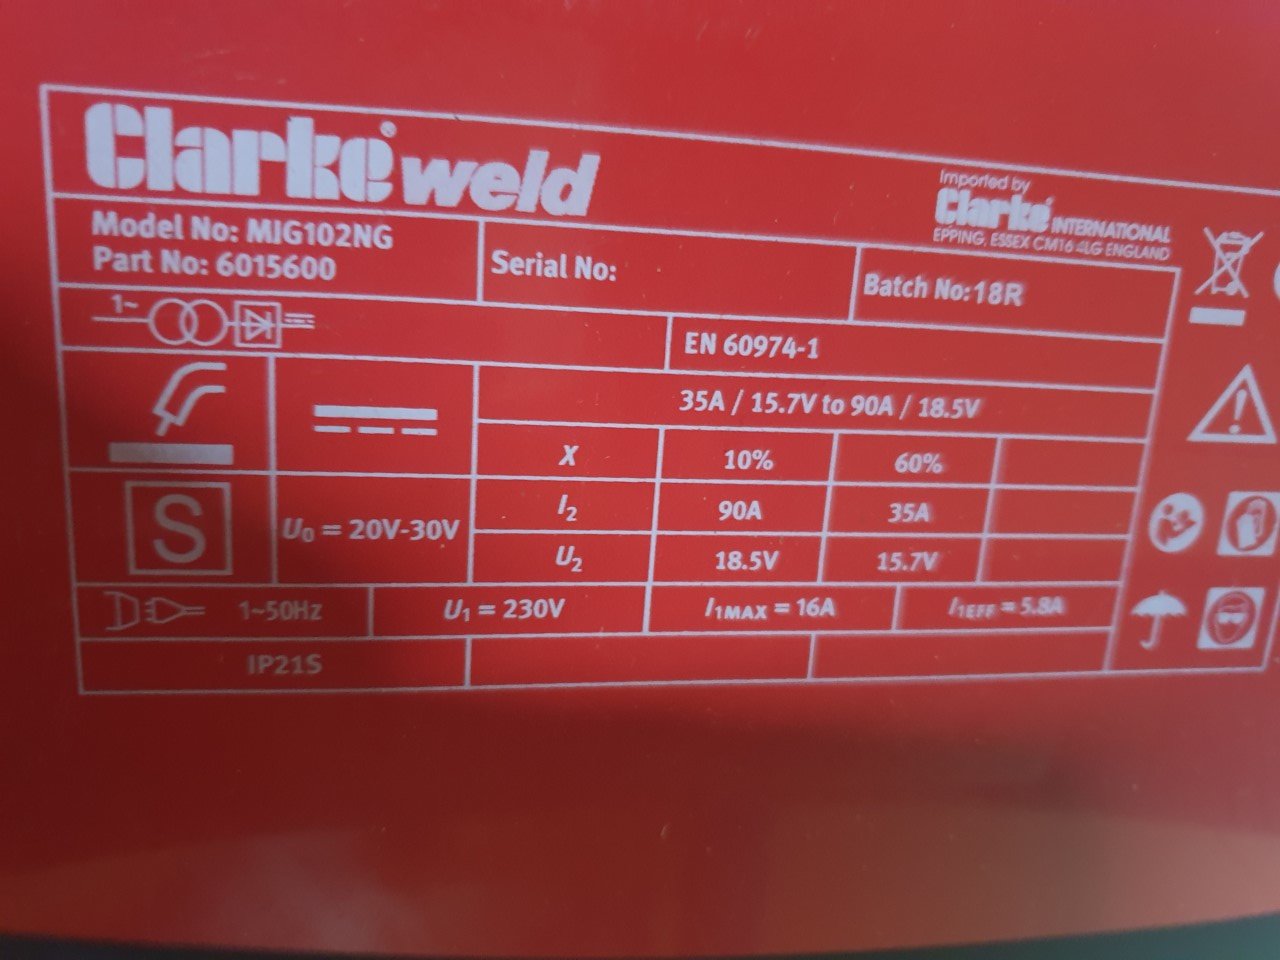 Clarke® weld
Imported by
Clarke® INTERNATIONAL
EPPING, ESSEX CM16 4LG ENGLAND
Model No: MIG102NG
Part No: 6015600
Serial No:
Batch No: 18R
1~
EN 60974-1
35A / 15.7V to 90A / 18.5V
X 10% 60%
S
U₀ = 20V-30V
I₂ 90A 35A
U₂ 18.5V 15.7V
1~50Hz
U₁ = 230V
I₁MAX = 16A
I₁EFF = 5.8A
IP21S